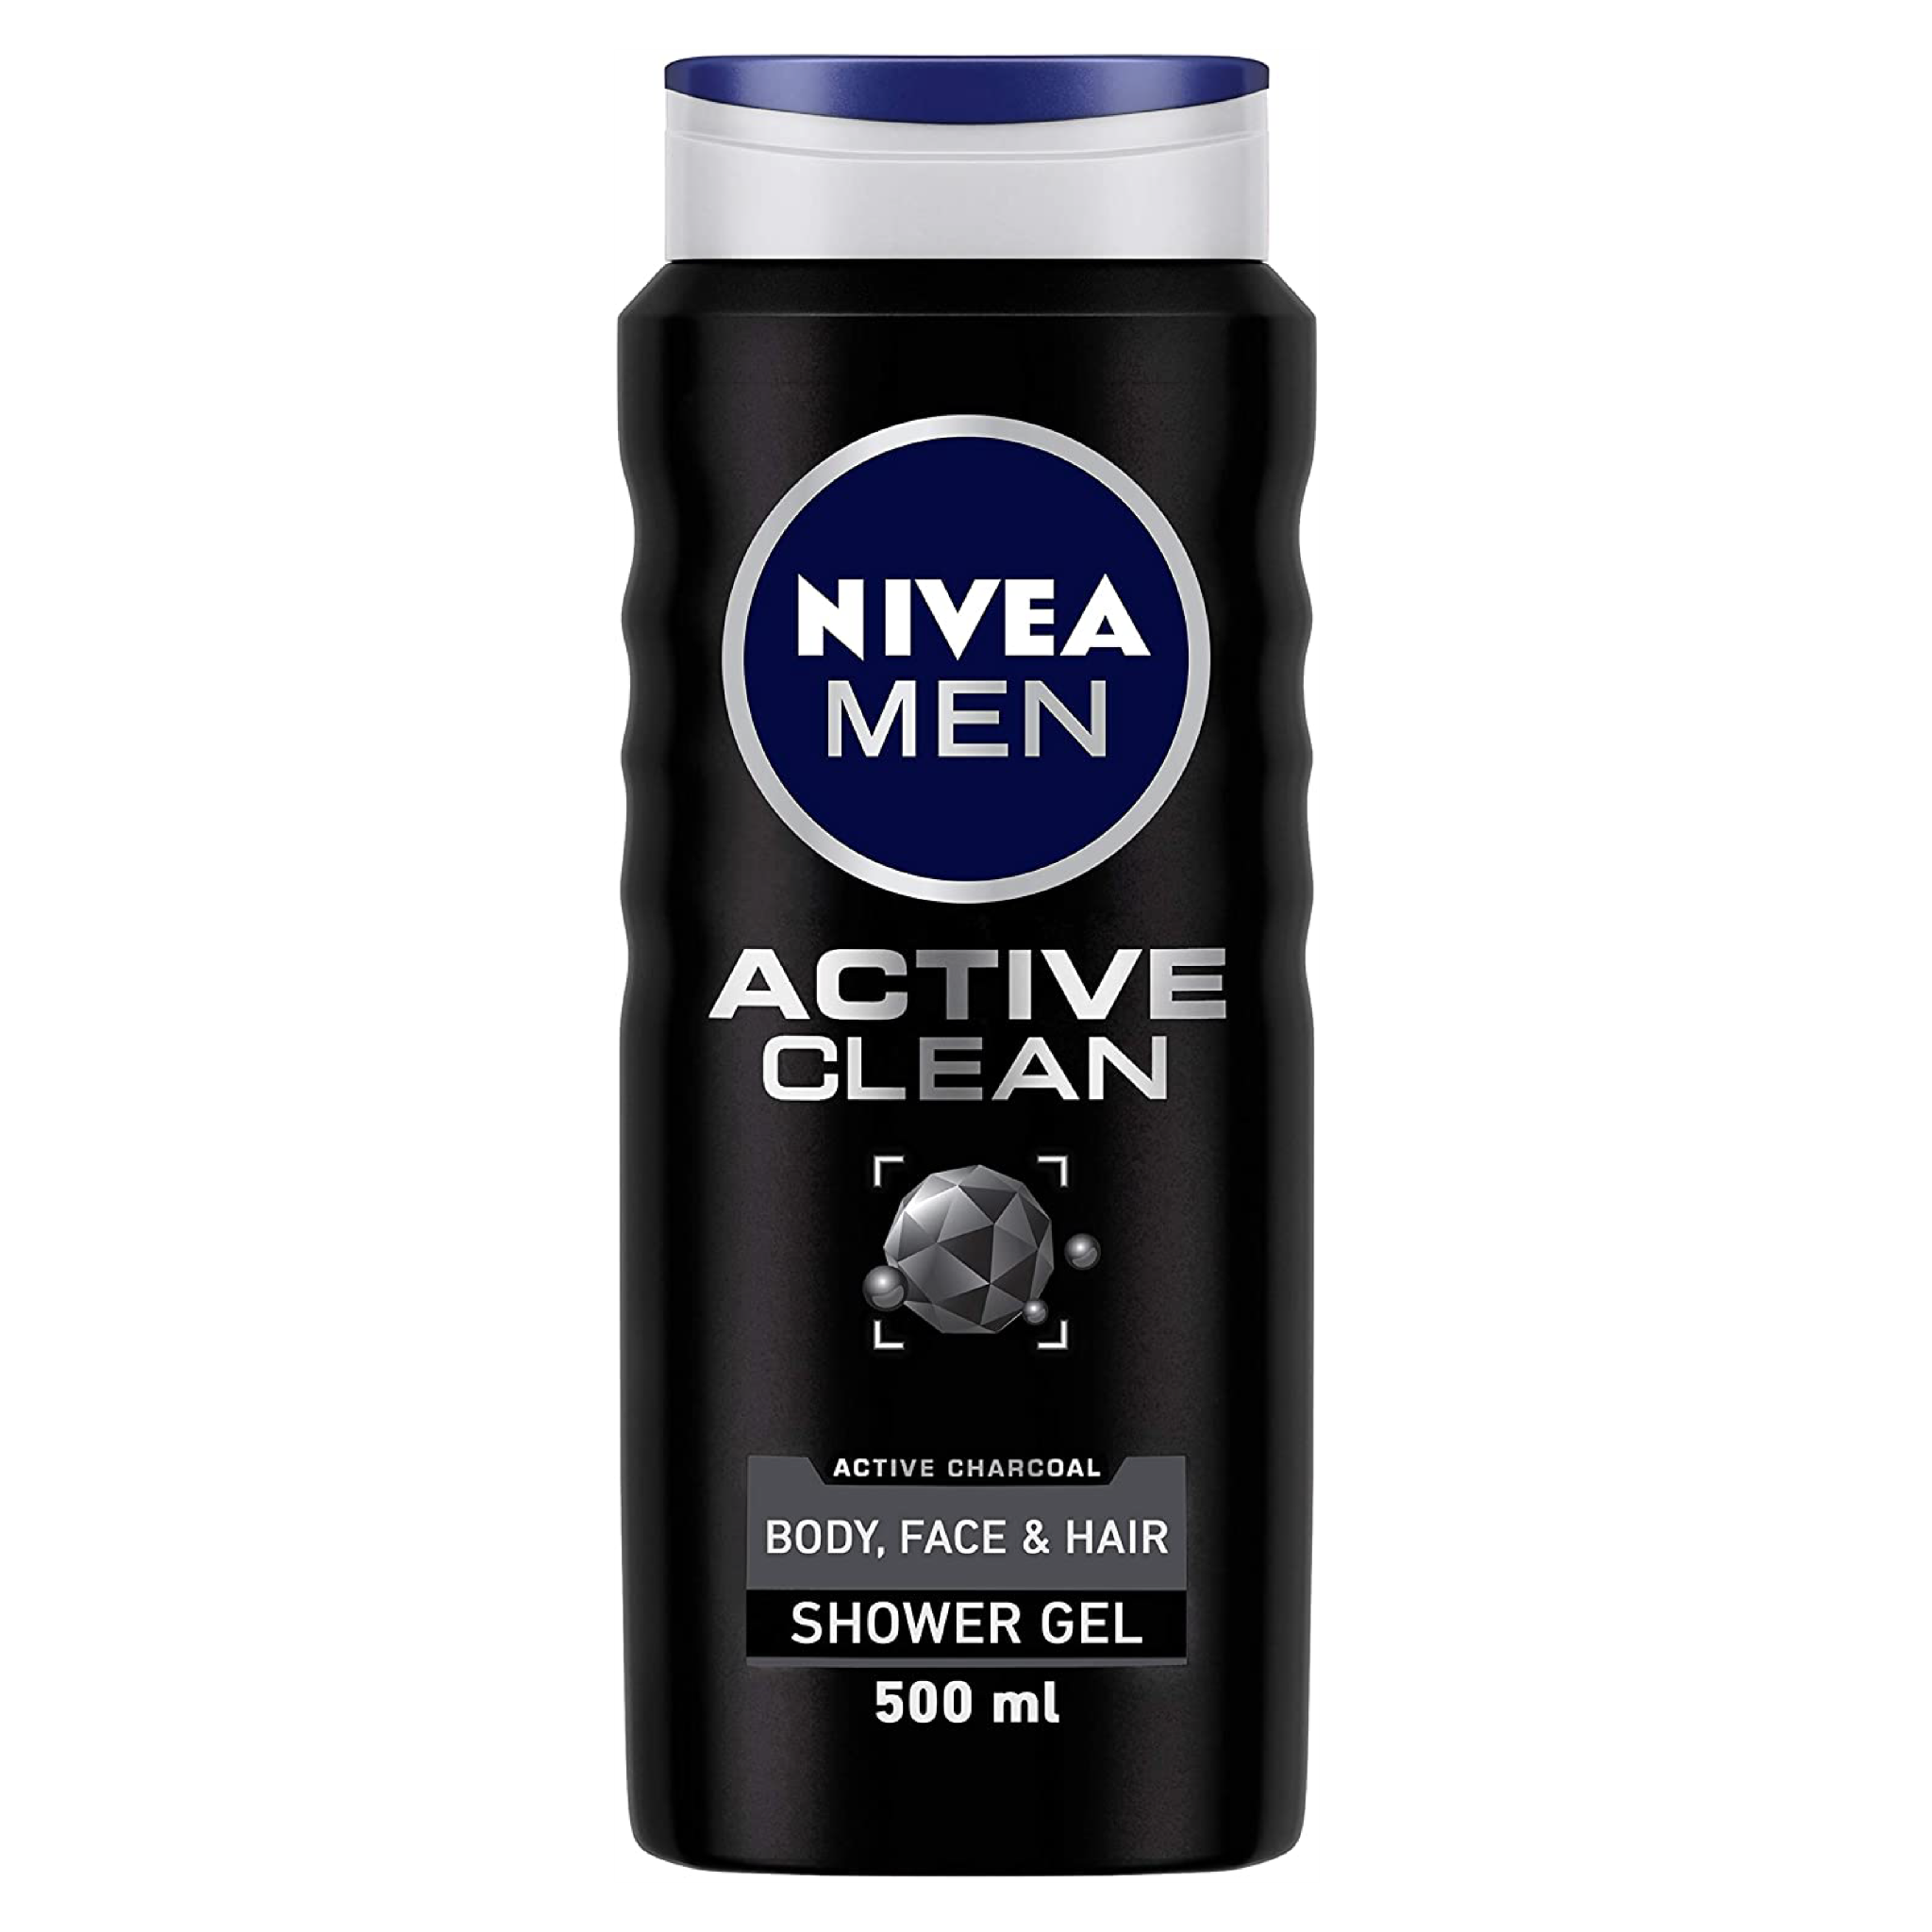 NIVEA
MEN
ACTIVE
CLEAN
ACTIVE CHARCOAL
BODY, FACE & HAIR
SHOWER GEL
500 ml